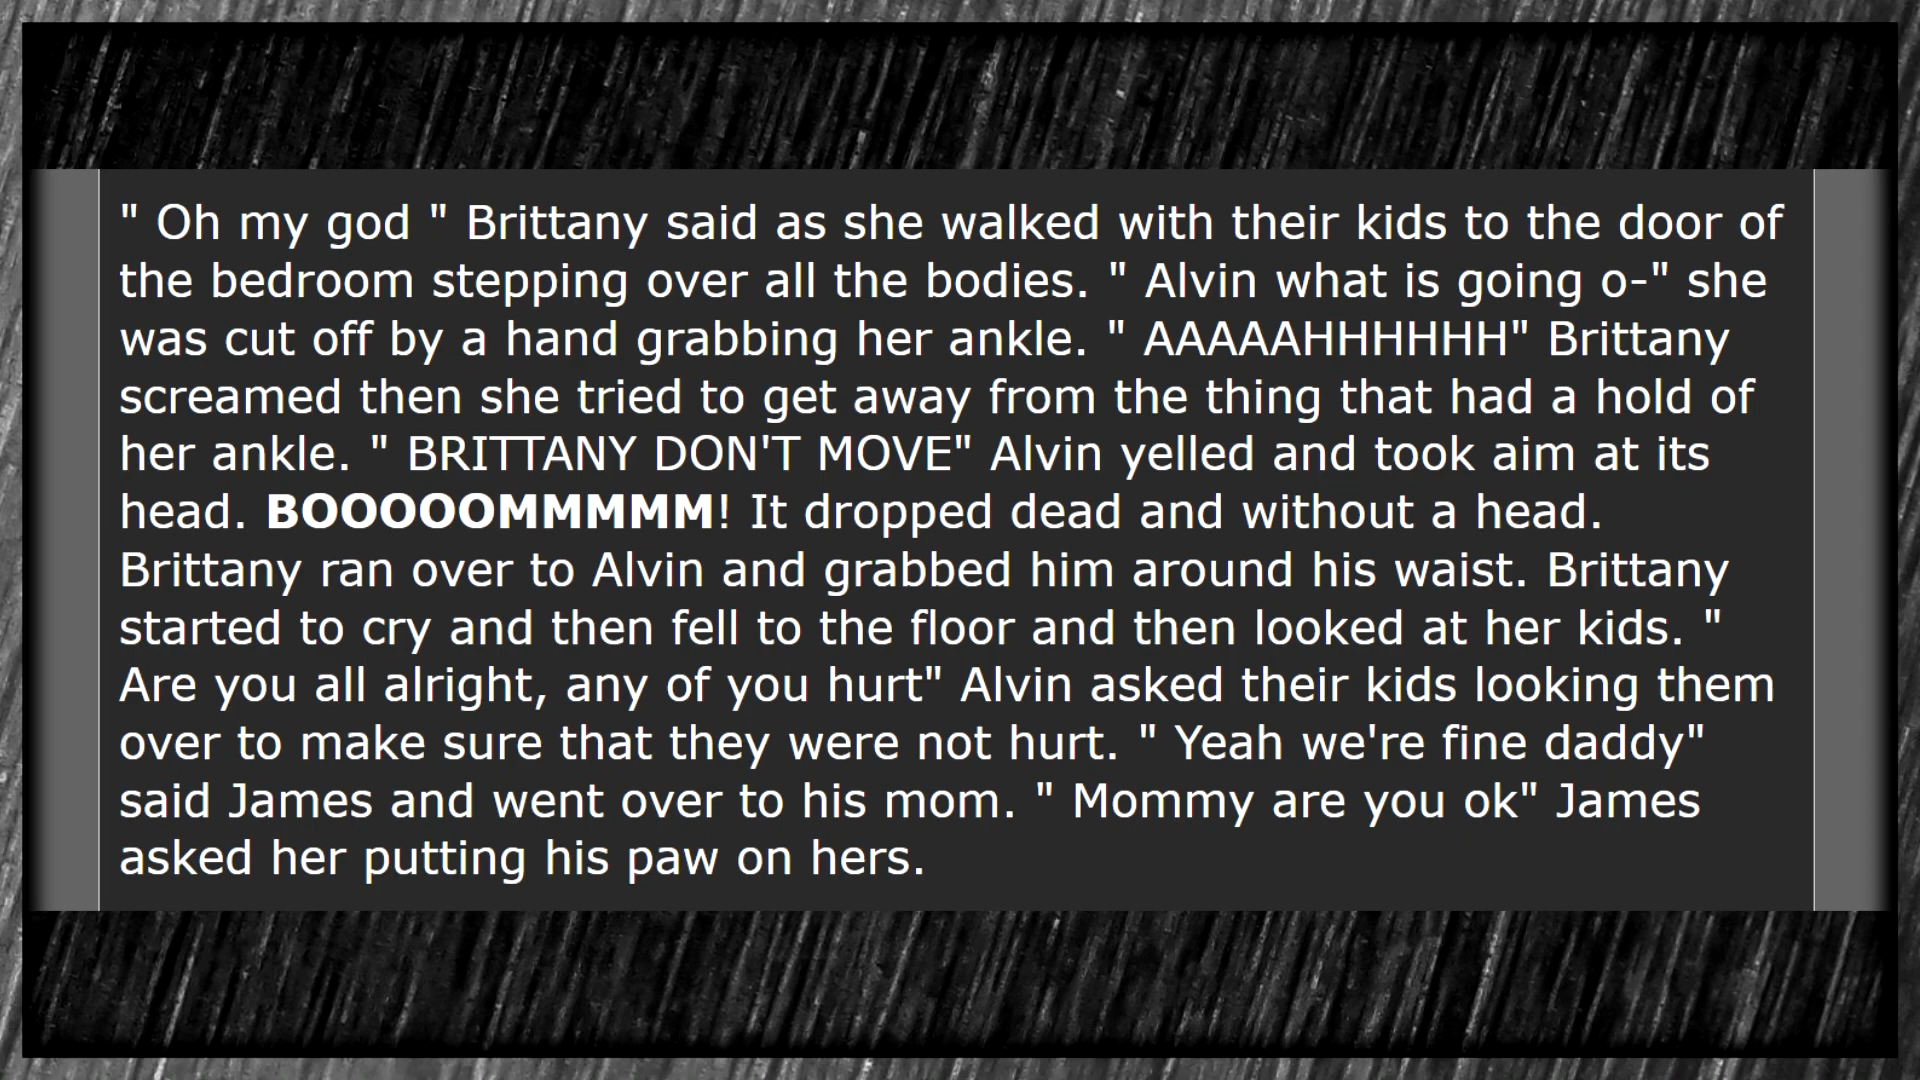 " Oh my god " Brittany said as she walked with their kids to the door of
the bedroom stepping over all the bodies. " Alvin what is going o-" she
was cut off by a hand grabbing her ankle. " AAAAAHHHHHH" Brittany
screamed then she tried to get away from the thing that had a hold of
her ankle. " BRITTANY DON'T MOVE" Alvin yelled and took aim at its
head. BOOOOOMMMMM! It dropped dead and without a head.
Brittany ran over to Alvin and grabbed him around his waist. Brittany
started to cry and then fell to the floor and then looked at her kids. "
Are you all alright, any of you hurt" Alvin asked their kids looking them
over to make sure that they were not hurt. " Yeah we're fine daddy"
said James and went over to his mom. " Mommy are you ok" James
asked her putting his paw on hers.